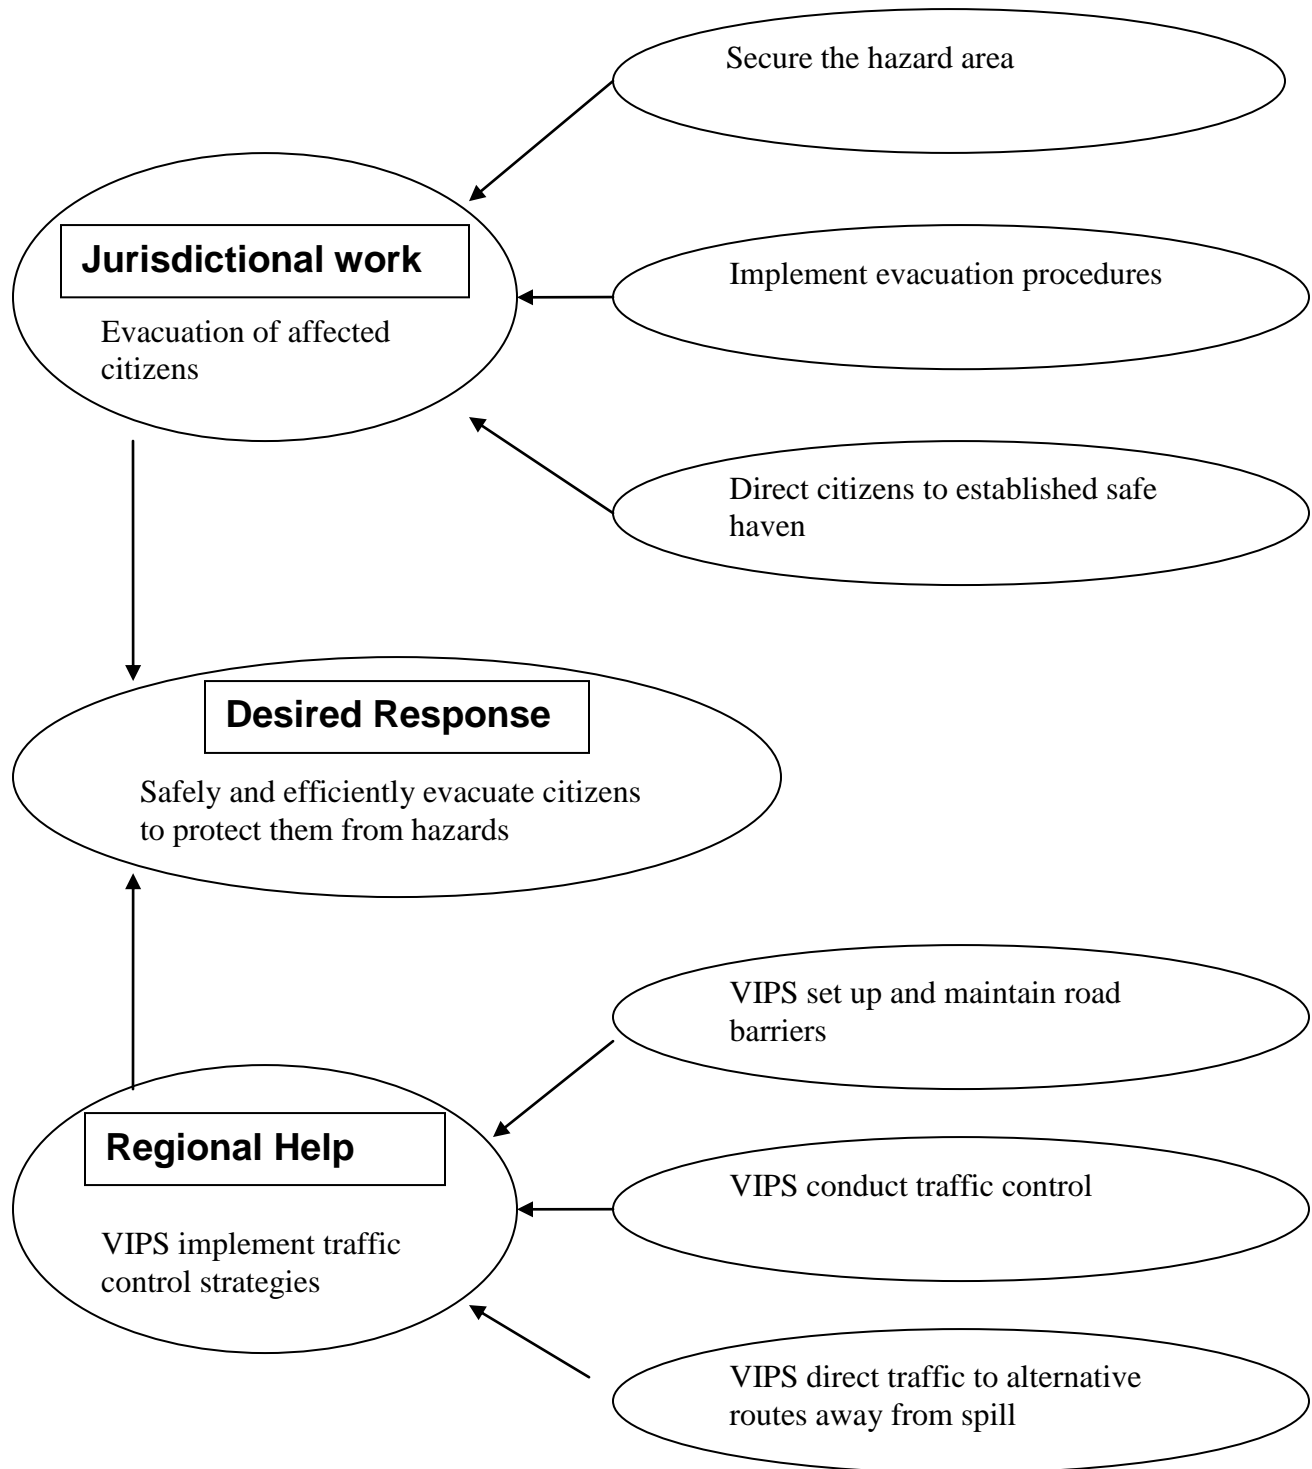 Secure the hazard area
Jurisdictional work
Evacuation of affected
citizens
Implement evacuation procedures
Direct citizens to established safe
haven
Desired Response
Safely and efficiently evacuate citizens
to protect them from hazards
VIPS set up and maintain road
barriers
Regional Help
VIPS implement traffic
control strategies
VIPS conduct traffic control
VIPS direct traffic to alternative
routes away from spill